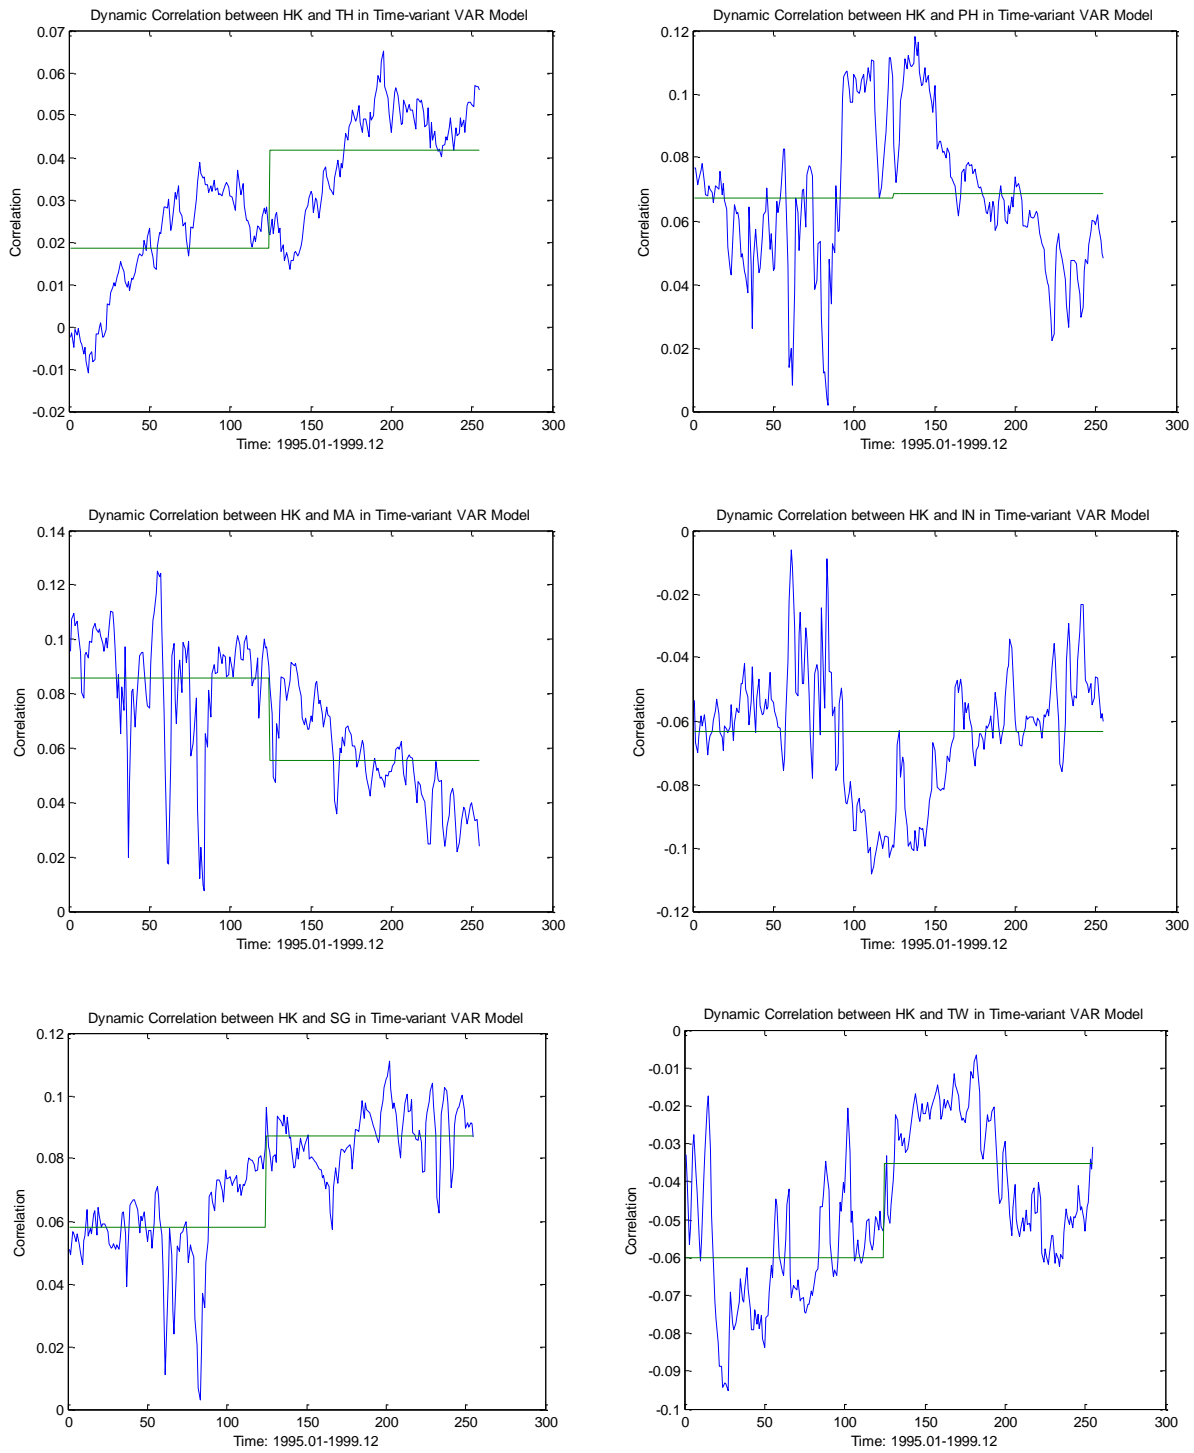 Dynamic Correlation between HK and TH in Time-variant VAR Model
0.07
0.06
0.05
0.04
0.03
0.02
0.01
0
-0.01
-0.02
Correlation
0 50 100 150 200 250 300
Time: 1995.01-1999.12
Dynamic Correlation between HK and PH in Time-variant VAR Model
0.12
0.1
0.08
0.06
0.04
0.02
0
Correlation
0 50 100 150 200 250 300
Time: 1995.01-1999.12
Dynamic Correlation between HK and MA in Time-variant VAR Model
0.14
0.12
0.1
0.08
0.06
0.04
0.02
0
Correlation
0 50 100 150 200 250 300
Time: 1995.01-1999.12
Dynamic Correlation between HK and IN in Time-variant VAR Model
0
-0.02
-0.04
-0.06
-0.08
-0.1
-0.12
Correlation
0 50 100 150 200 250 300
Time: 1995.01-1999.12
Dynamic Correlation between HK and SG in Time-variant VAR Model
0.12
0.1
0.08
0.06
0.04
0.02
0
Correlation
0 50 100 150 200 250 300
Time: 1995.01-1999.12
Dynamic Correlation between HK and TW in Time-variant VAR Model
0
-0.01
-0.02
-0.03
-0.04
-0.05
-0.06
-0.07
-0.08
-0.09
-0.1
Correlation
0 50 100 150 200 250 300
Time: 1995.01-1999.12